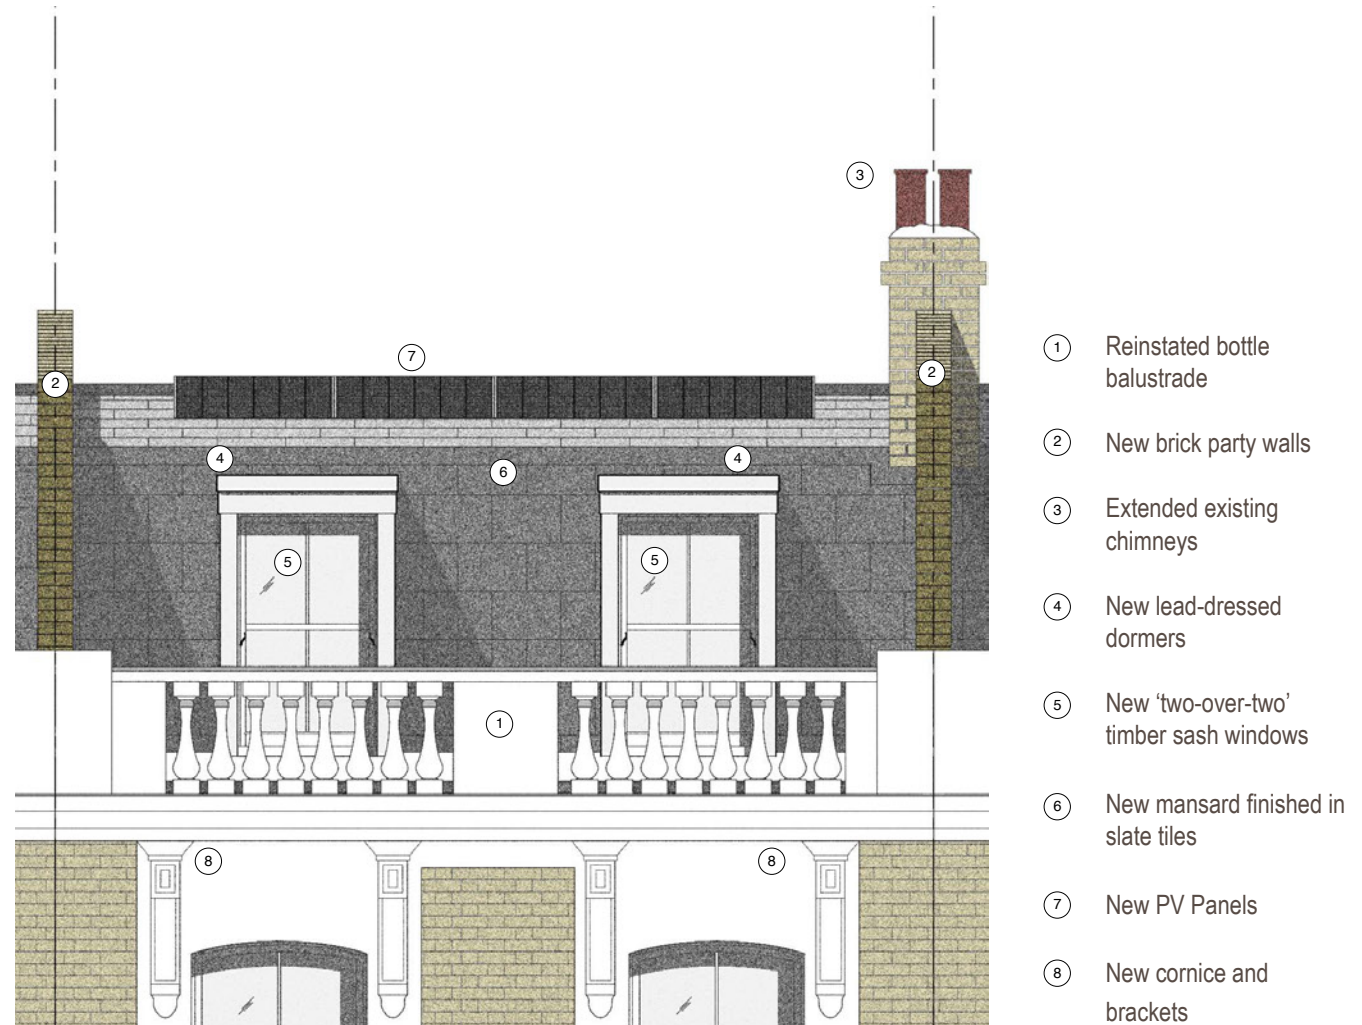 3
7
2
2
4
6
4
5
5
1
8
8
1 Reinstated bottle
balustrade
2 New brick party walls
3 Extended existing
chimneys
4 New lead-dressed
dormers
5 New ‘two-over-two’
timber sash windows
6 New mansard finished in
slate tiles
7 New PV Panels
8 New cornice and
brackets